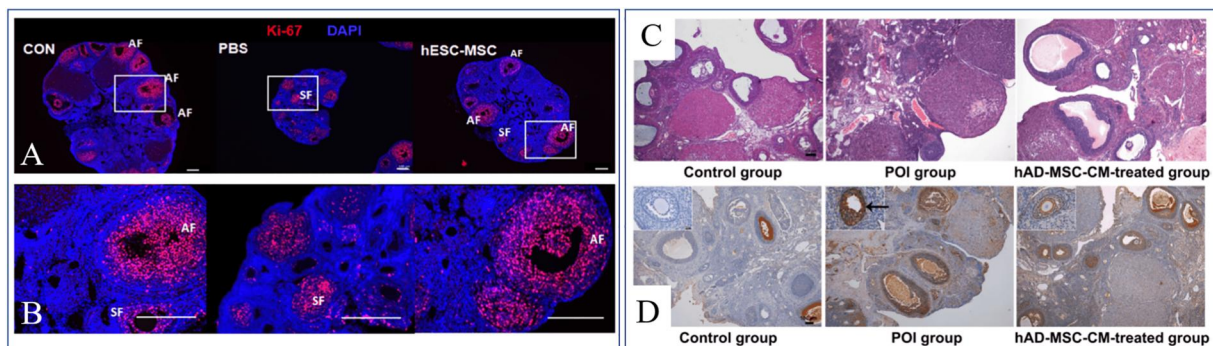 Ki-67 DAPI
CON PBS hESC-MSC
AF AF AF
SF
AF SF AF AF
A
B
AF SF
SF
AF
C
Control group POI group hAD-MSC-CM-treated group
D
Control group POI group hAD-MSC-CM-treated group